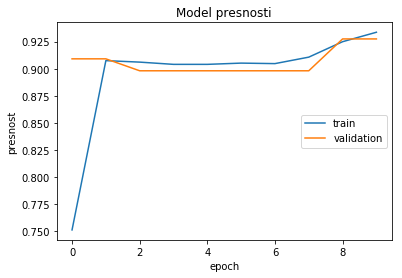 Model presnosti
0.925
0.900
0.875
0.850
0.825
0.800
0.775
0.750
presnost
train
validation
0 2 4 6 8
epoch